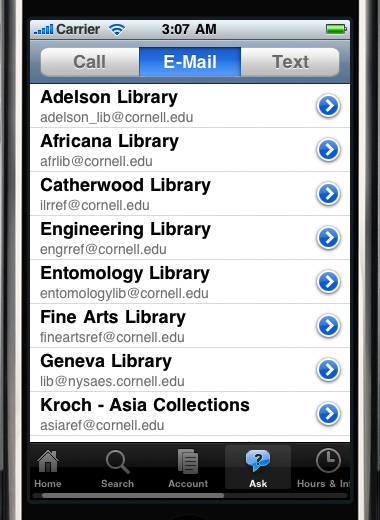 Carrier 3:07 AM
Call E-Mail Text
Adelson Library
adelson_lib@cornell.edu
Africana Library
afrlib@cornell.edu
Catherwood Library
ilrref@cornell.edu
Engineering Library
engrref@cornell.edu
Entomology Library
entomologylib@cornell.edu
Fine Arts Library
fineartsref@cornell.edu
Geneva Library
lib@nysaes.cornell.edu
Kroch - Asia Collections
asiaref@cornell.edu
Home Search Account Ask Hours & Int